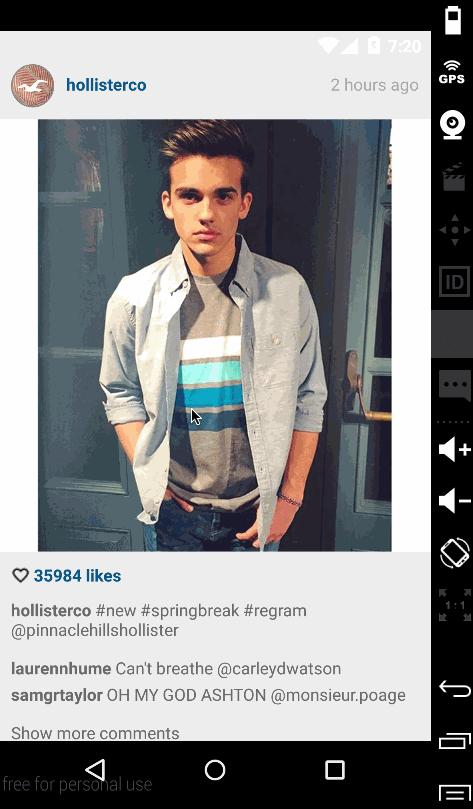 7:20
GPS
hollisterco
2 hours ago
ID
35984 likes
1:1
hollisterco #new #springbreak #regram
@pinnaclehillshollister
laurennhume Can't breathe @carleydwatson
samgrtaylor OH MY GOD ASHTON @monsieur.poage
Show more comments
free for personal use